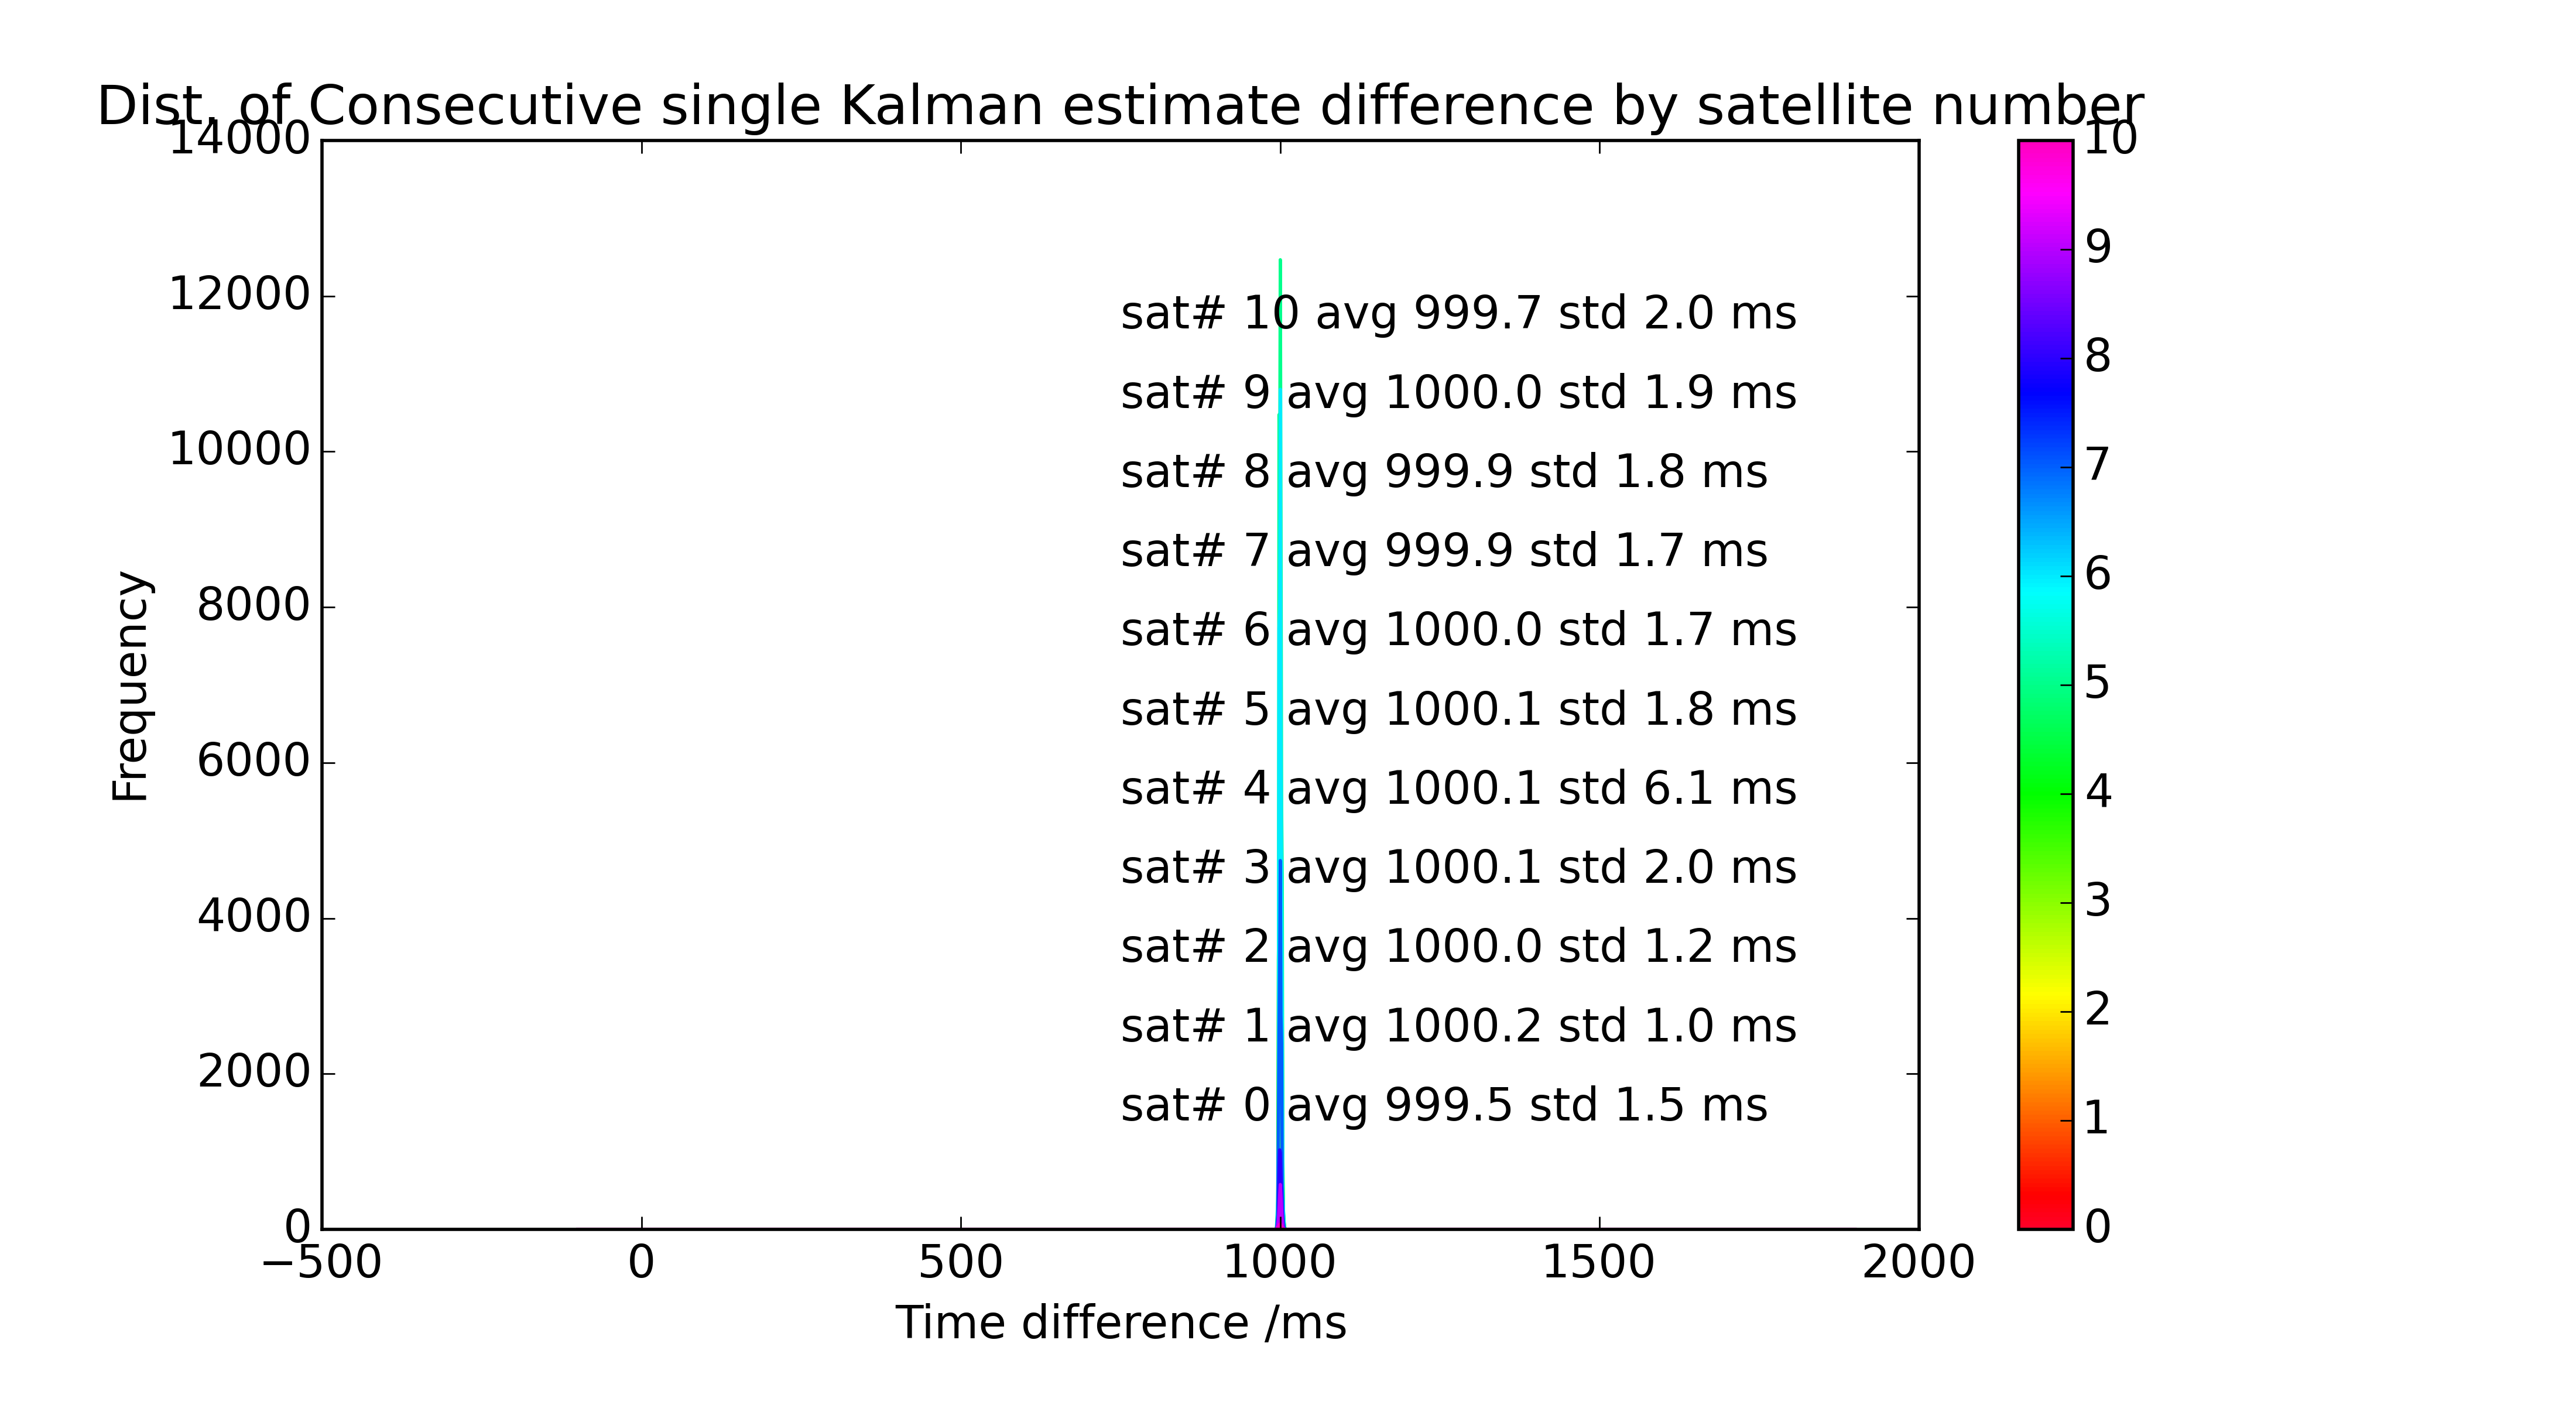 Dist. of Consecutive single Kalman estimate difference by satellite number
14000
12000
10000
8000
6000
4000
2000
0
Frequency
sat# 10 avg 999.7 std 2.0 ms
sat# 9 avg 1000.0 std 1.9 ms
sat# 8 avg 999.9 std 1.8 ms
sat# 7 avg 999.9 std 1.7 ms
sat# 6 avg 1000.0 std 1.7 ms
sat# 5 avg 1000.1 std 1.8 ms
sat# 4 avg 1000.1 std 6.1 ms
sat# 3 avg 1000.1 std 2.0 ms
sat# 2 avg 1000.0 std 1.2 ms
sat# 1 avg 1000.2 std 1.0 ms
sat# 0 avg 999.5 std 1.5 ms
−500 0 500 1000 1500 2000
Time difference /ms
10
9
8
7
6
5
4
3
2
1
0